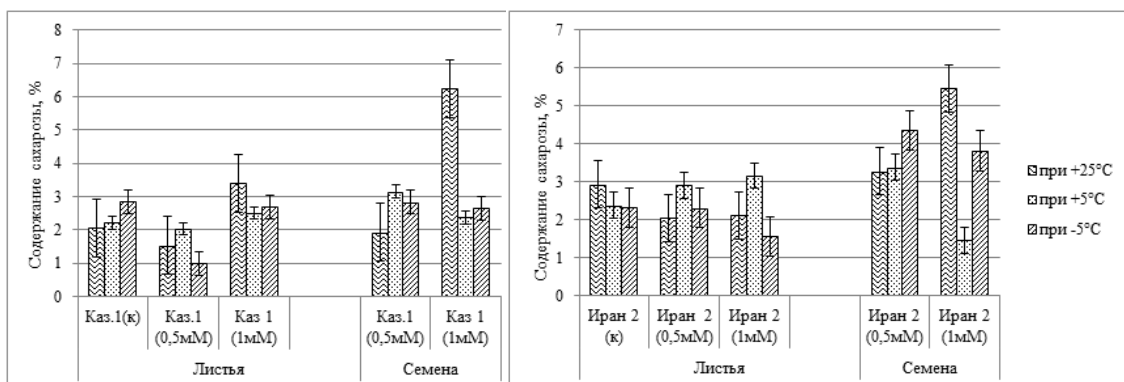 Содержание сахарозы, %
8
7
6
5
4
3
2
1
0
Каз.1(к)
Каз.1
(0,5мМ)
Каз 1
(1мМ)
Каз.1
(0,5мМ)
Каз 1
(1мМ)
Листья
Семена
Содержание сахарозы, %
7
6
5
4
3
2
1
0
Иран 2
(к)
Иран 2
(0,5мМ)
Иран 2
(1мМ)
Иран 2
(0,5мМ)
Иран 2
(1мМ)
Листья
Семена
при +25°С
при +5°С
при -5°С